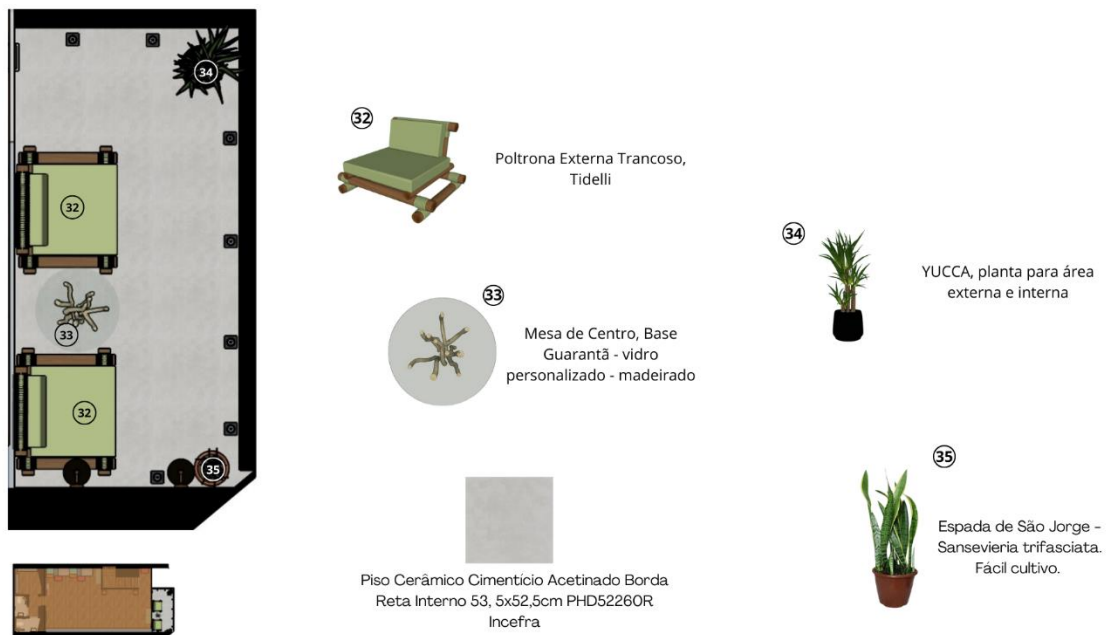 34
32
33
32
35
32
Poltrona Externa Trancoso,
Tidelli
33
Mesa de Centro, Base
Guarantã - vidro
personalizado - madeirado
Piso Cerâmico Cimentício Acetinado Borda
Reta Interno 53, 5x52,5cm PHD52260R
Incefra
34
YUCCA, planta para área
externa e interna
35
Espada de São Jorge -
Sansevieria trifasciata.
Fácil cultivo.